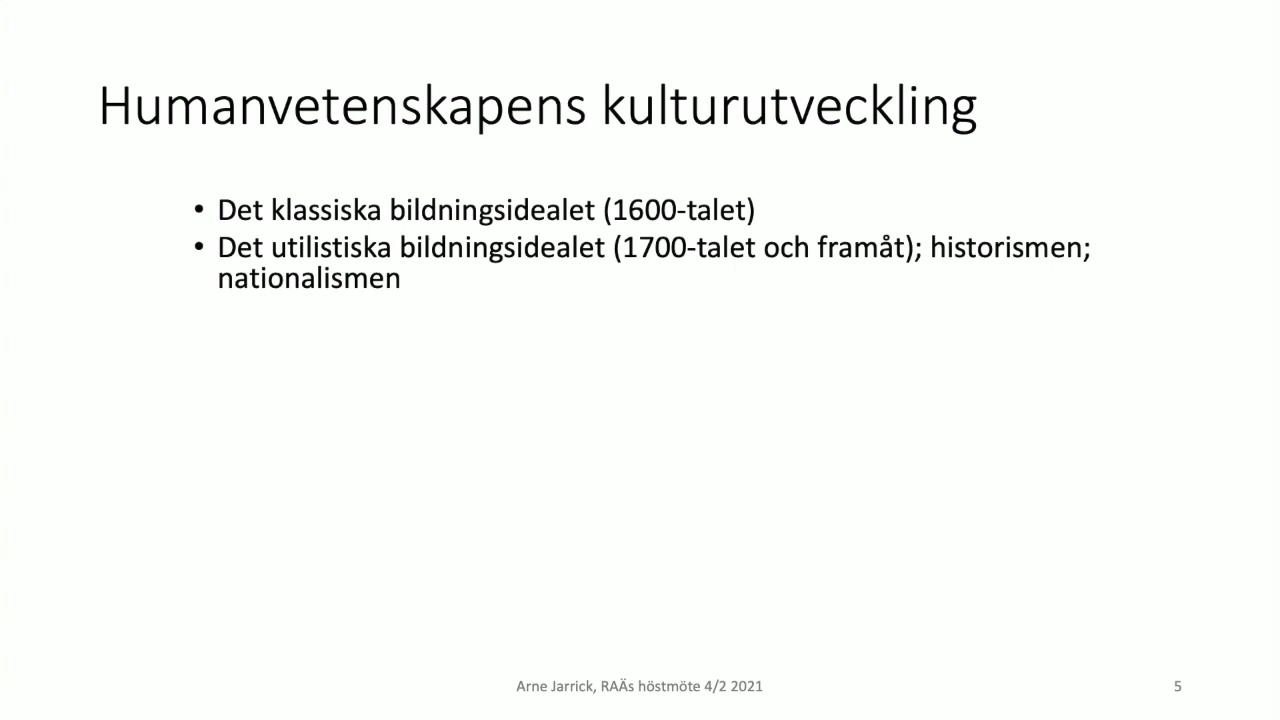 Humanvetenskapens kulturutveckling
• Det klassiska bildningsidealet (1600-talet)
• Det utilistiska bildningsidealet (1700-talet och framåt); historismen;
nationalismen
Arne Jarrick, RAÄs höstmöte 4/2 2021
5